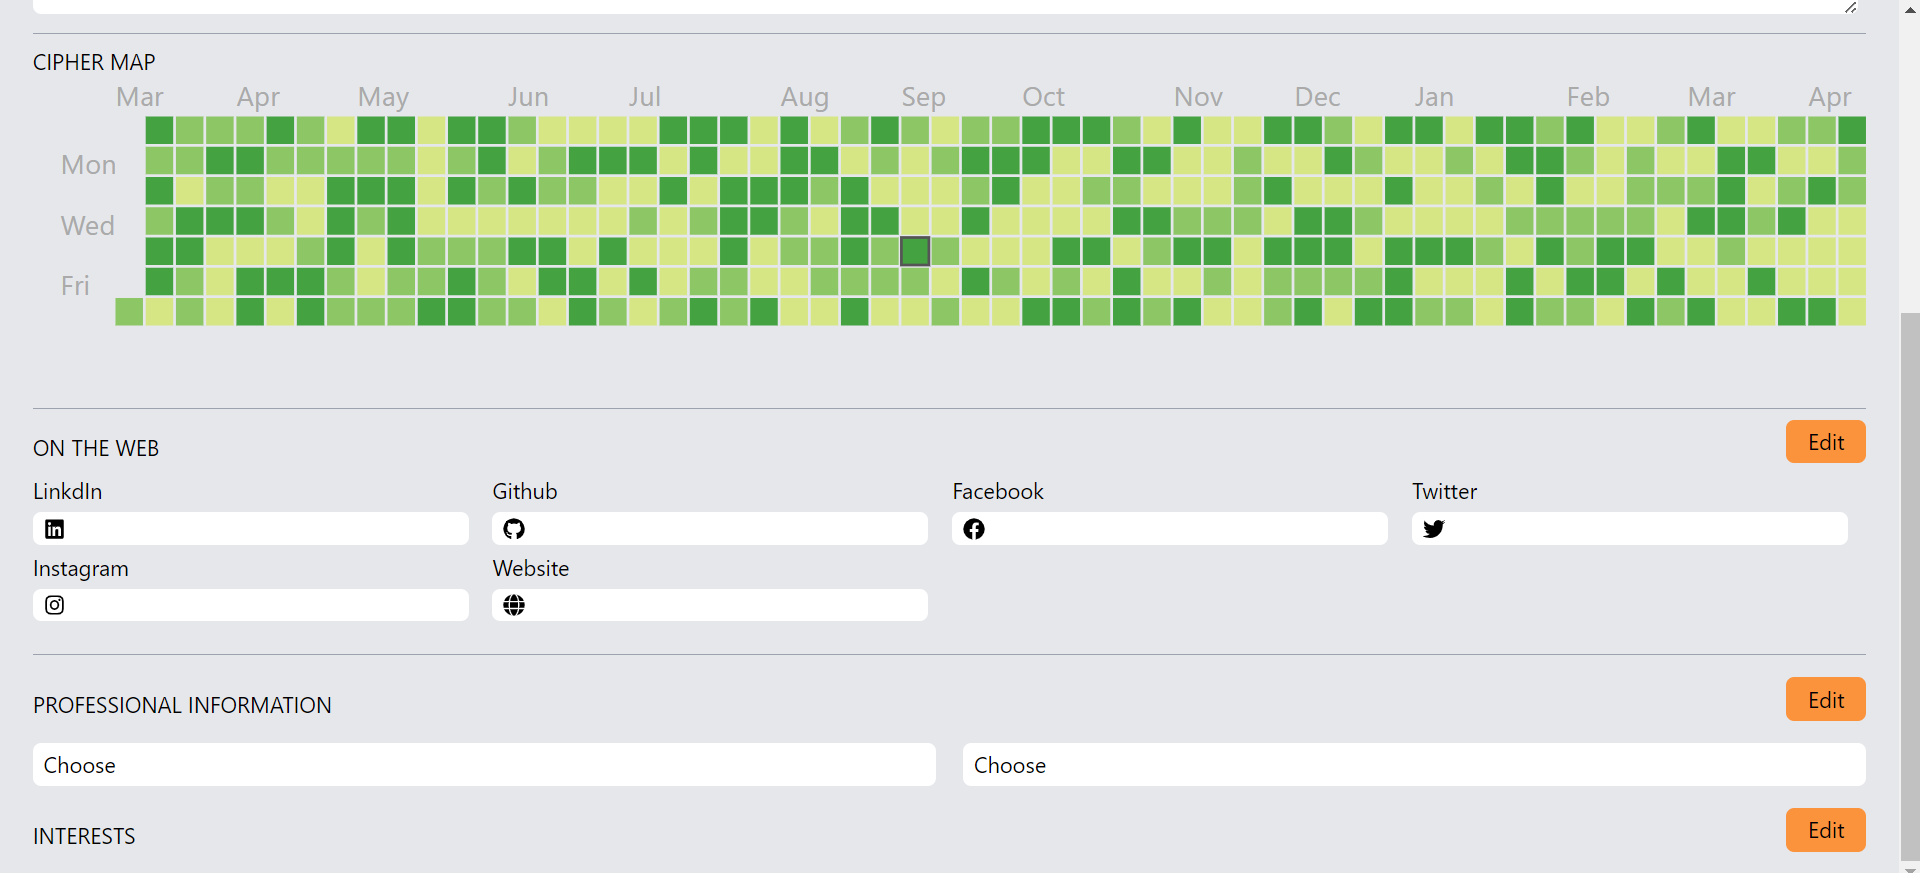 CIPHER MAP
Mar Apr May Jun Jul Aug Sep Oct Nov Dec Jan Feb Mar Apr
Mon
Wed
Fri
ON THE WEB Edit
LinkdIn Github Facebook Twitter
Instagram Website
PROFESSIONAL INFORMATION Edit
Choose Choose
INTERESTS Edit